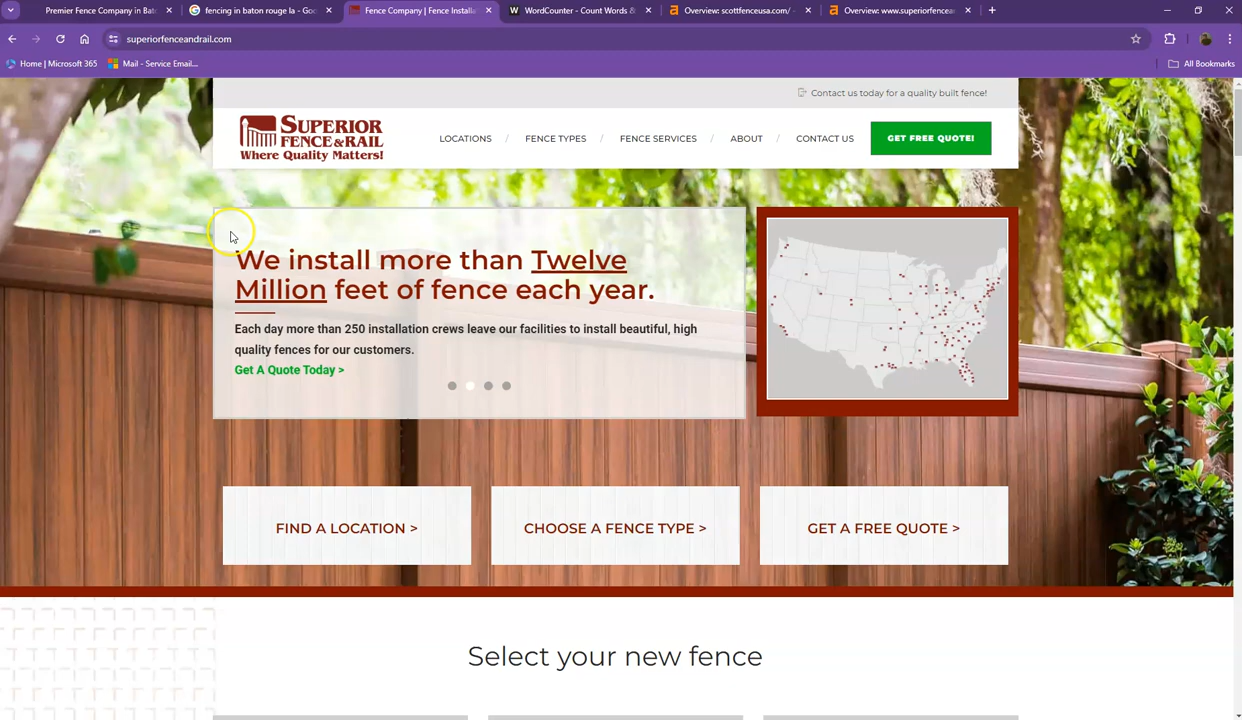 Premier Fence Company in Bato
fencing in baton rouge la - Goo
Fence Company | Fence Installa
WordCounter - Count Words &
Overview: scottfenceusa.com/ -
Overview: www.superiorfencea
superiorfenceandrail.com
Home | Microsoft 365
Mail - Service Email...
All Bookmarks
Contact us today for a quality built fence!
SUPERIOR
FENCE & RAIL
Where Quality Matters!
LOCATIONS / FENCE TYPES / FENCE SERVICES / ABOUT / CONTACT US
GET FREE QUOTE!
We install more than Twelve
Million feet of fence each year.
Each day more than 250 installation crews leave our facilities to install beautiful, high
quality fences for our customers.
Get A Quote Today >
FIND A LOCATION >
CHOOSE A FENCE TYPE >
GET A FREE QUOTE >
Select your new fence